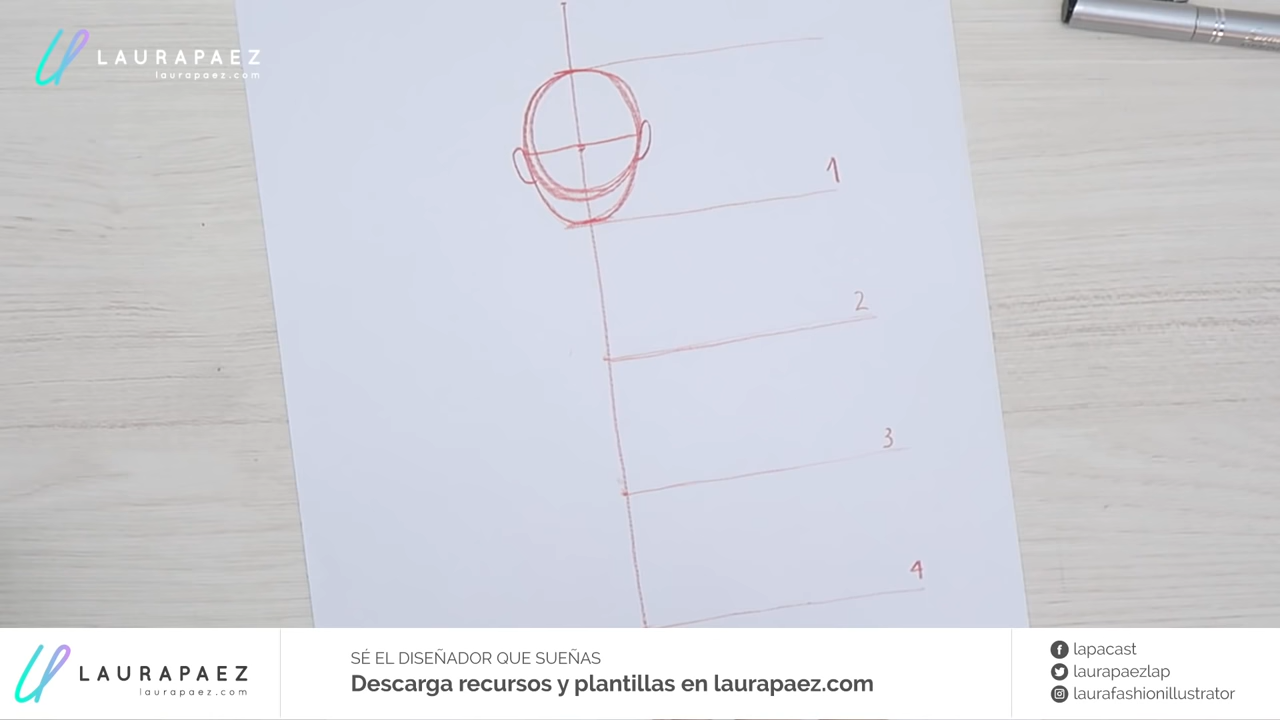 LAURAPAEZ
laurapaez.com
1
2
3
4
LAURAPAEZ
laurapaez.com
SÉ EL DISEÑADOR QUE SUEÑAS
Descarga recursos y plantillas en laurapaez.com
lapacast
laurapaezlap
laurafashionillustrator